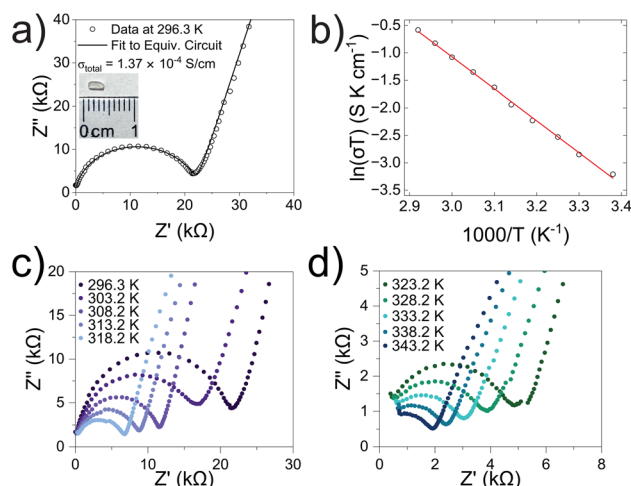 a)
Data at 296.3 K
Fit to Equiv. Circuit
σtotal = 1.37 × 10⁻⁴ S/cm
0 cm 1
40
30
20
10
0
Z" (kΩ)
0 10 20 30 40
Z' (kΩ)
b)
-0.5
-1.0
-1.5
-2.0
-2.5
-3.0
-3.5
ln(σT) (S K cm⁻¹)
2.9 3.0 3.1 3.2 3.3 3.4
1000/T (K⁻¹)
c)
296.3 K
303.2 K
308.2 K
313.2 K
318.2 K
20
15
10
5
0
Z" (kΩ)
0 10 20 30
Z' (kΩ)
d)
323.2 K
328.2 K
333.2 K
338.2 K
343.2 K
5
4
3
2
1
0
Z" (kΩ)
0 2 4 6 8
Z' (kΩ)